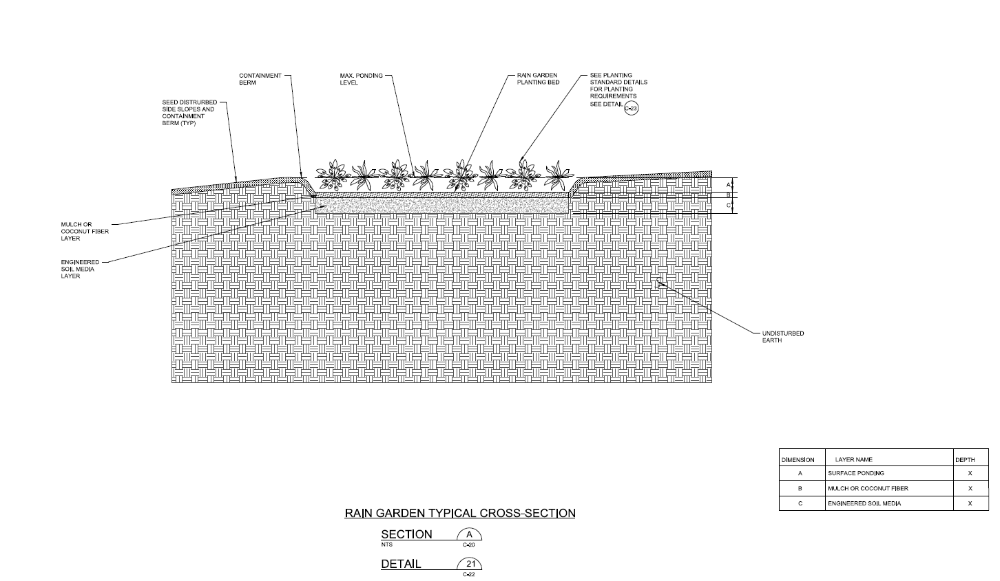 CONTAINMENT
BERM
MAX. PONDING
LEVEL
RAIN GARDEN
PLANTING BED
SEE PLANTING
STANDARD DETAILS
FOR PLANTING
REQUIREMENTS
SEE DETAIL
C-23
SEED DISTRURBED
SIDE SLOPES AND
CONTAINMENT
BERM (TYP)
A
B
C
MULCH OR
COCONUT FIBER
LAYER
ENGINEERED
SOIL MEDIA
LAYER
UNDISTURBED
EARTH
DIMENSION LAYER NAME DEPTH
A SURFACE PONDING X
B MULCH OR COCONUT FIBER X
C ENGINEERED SOIL MEDIA X
RAIN GARDEN TYPICAL CROSS-SECTION
SECTION A
NTS C-20
DETAIL 21
C-22